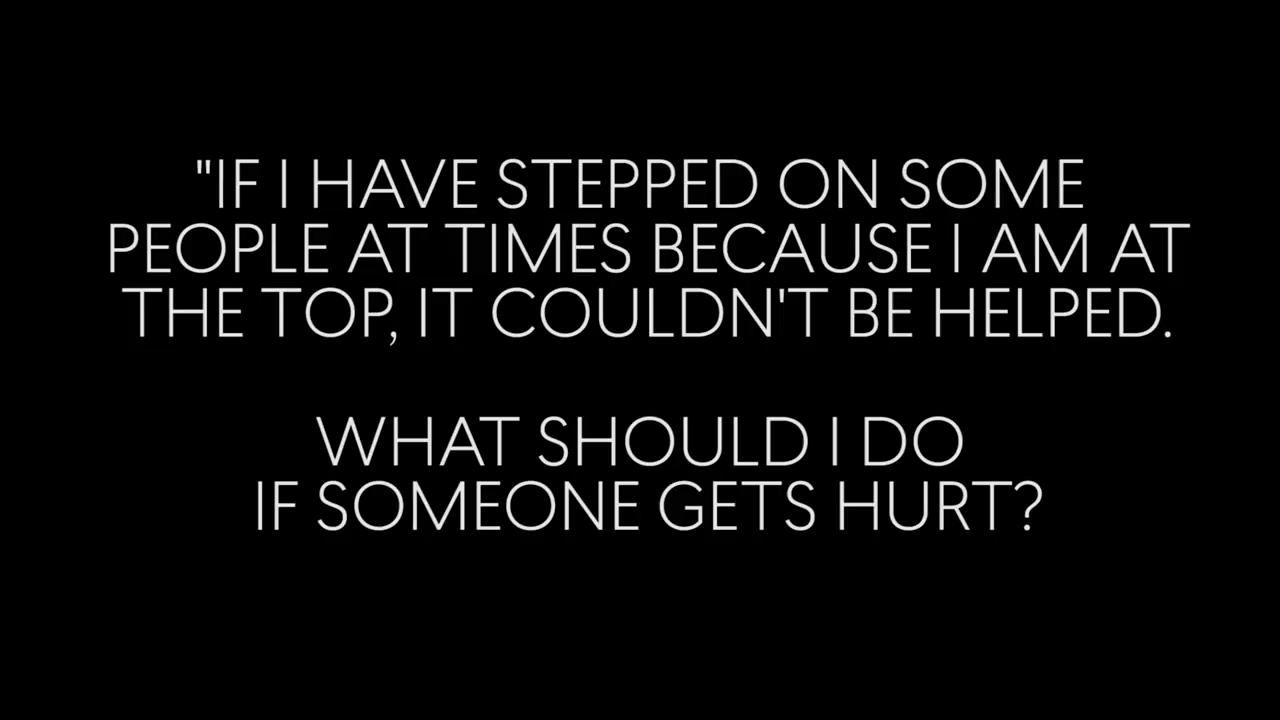 "IF I HAVE STEPPED ON SOME
PEOPLE AT TIMES BECAUSE I AM AT
THE TOP, IT COULDN'T BE HELPED.
WHAT SHOULD I DO
IF SOMEONE GETS HURT?